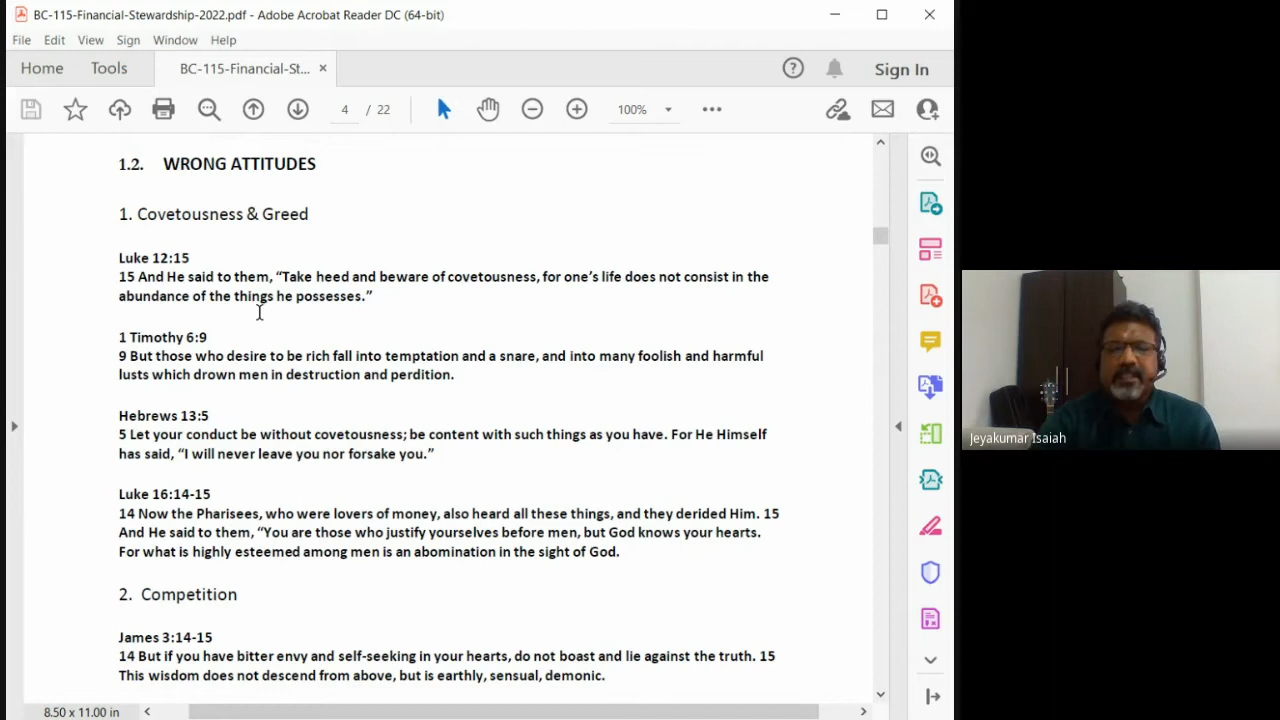 BC-115-Financial-Stewardship-2022.pdf - Adobe Acrobat Reader DC (64-bit)
File Edit View Sign Window Help
Home Tools BC-115-Financial-St... × Sign In
4 / 22 100%
1.2. WRONG ATTITUDES
1. Covetousness & Greed
Luke 12:15
15 And He said to them, “Take heed and beware of covetousness, for one’s life does not consist in the
abundance of the things he possesses.”
1 Timothy 6:9
9 But those who desire to be rich fall into temptation and a snare, and into many foolish and harmful
lusts which drown men in destruction and perdition.
Hebrews 13:5
5 Let your conduct be without covetousness; be content with such things as you have. For He Himself
has said, “I will never leave you nor forsake you.”
Luke 16:14-15
14 Now the Pharisees, who were lovers of money, also heard all these things, and they derided Him. 15
And He said to them, “You are those who justify yourselves before men, but God knows your hearts.
For what is highly esteemed among men is an abomination in the sight of God.
2. Competition
James 3:14-15
14 But if you have bitter envy and self-seeking in your hearts, do not boast and lie against the truth. 15
This wisdom does not descend from above, but is earthly, sensual, demonic.
8.50 x 11.00 in
Jeyakumar Isaiah